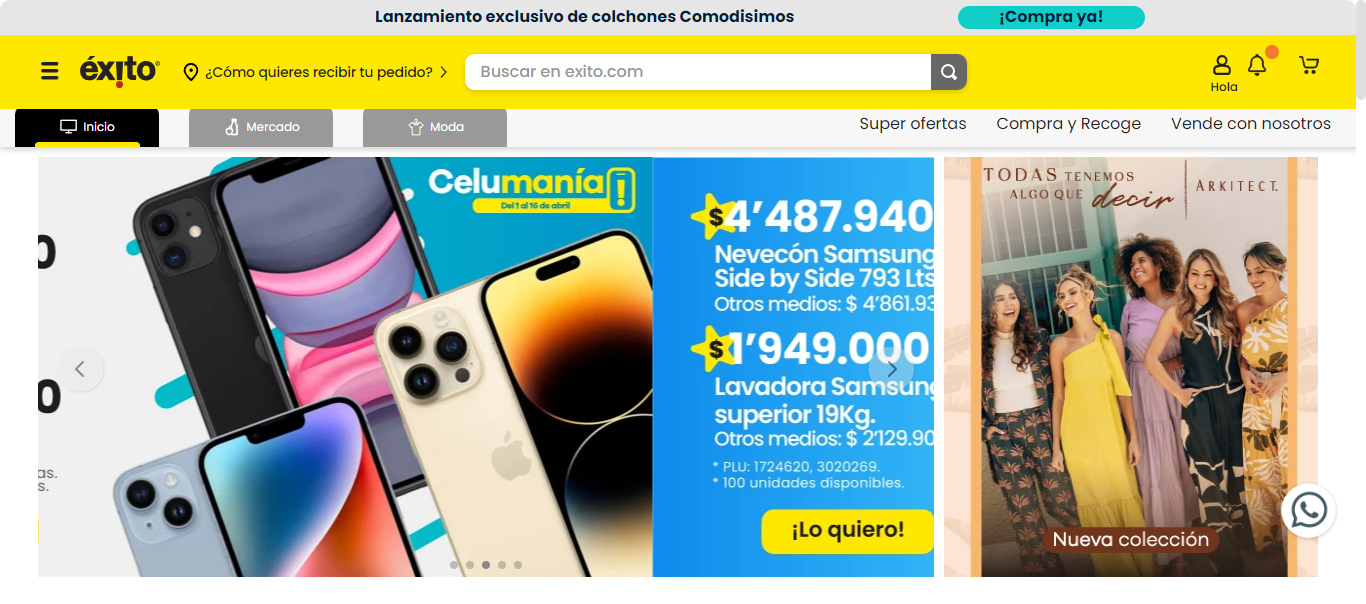 Lanzamiento exclusivo de colchones Comodisimos
¡Compra ya!
éxito
¿Cómo quieres recibir tu pedido?
Buscar en exito.com
Hola
Inicio
Mercado
Moda
Super ofertas
Compra y Recoge
Vende con nosotros
Celumanía
Del 1 al 16 de abril
as.
s.
$4'487.940
Nevecón Samsung
Side by Side 793 Lts
Otros medios: $ 4'861.93
$1'949.000
Lavadora Samsung
superior 19Kg.
Otros medios: $ 2'129.90
* PLU: 1724620, 3020269.
* 100 unidades disponibles.
¡Lo quiero!
TODAS TENEMOS
ALGO QUE decir
ARKITECT.
Nueva colección